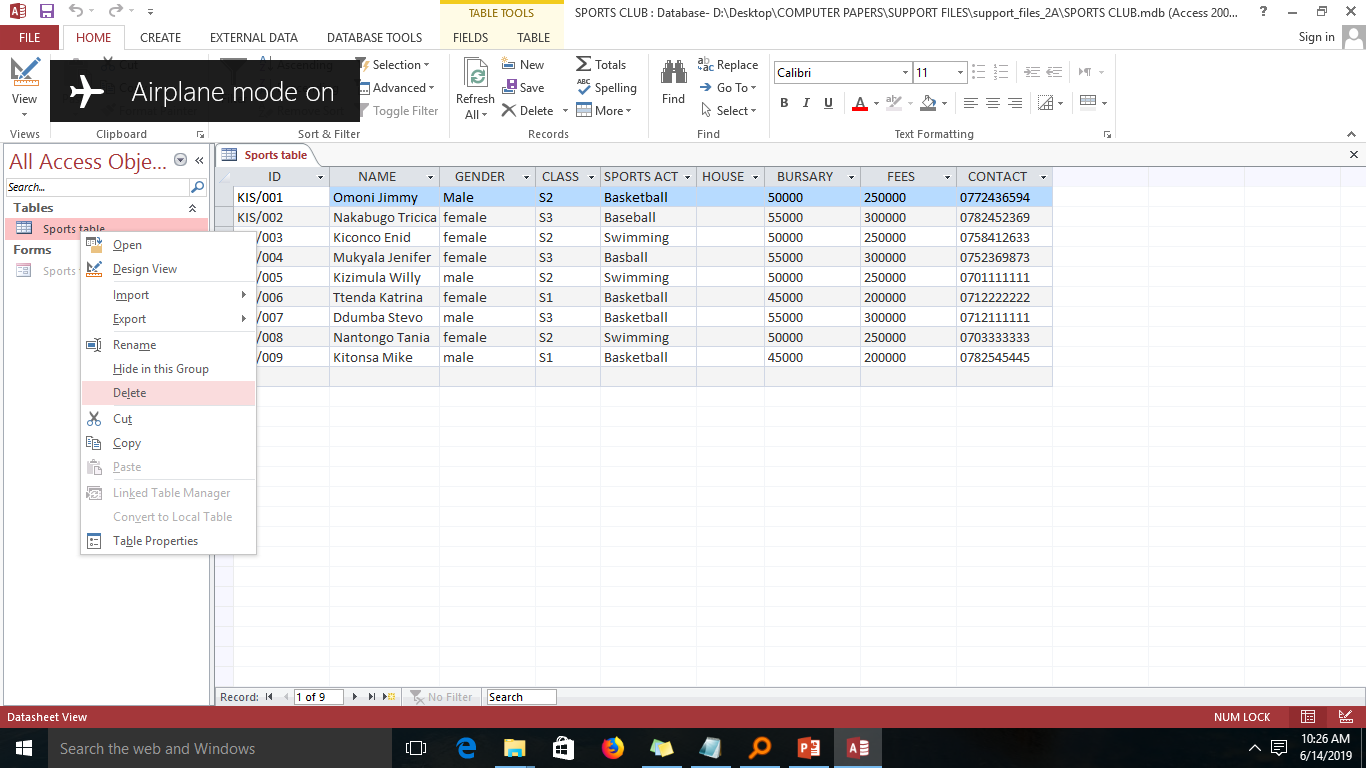 TABLE TOOLS
SPORTS CLUB : Database- D:\Desktop\COMPUTER PAPERS\SUPPORT FILES\support_files_2A\SPORTS CLUB.mdb (Access 200...
?
FILE HOME CREATE EXTERNAL DATA DATABASE TOOLS FIELDS TABLE Sign in
View
Airplane mode on
Selection
Advanced
Toggle Filter
Refresh
All
New
Save
Delete
Totals
Spelling
More
Find
Replace
Go To
Select
Calibri 11
B I U A
Views Clipboard Sort & Filter Records Find Text Formatting
All Access Obje...
Search...
Tables
Sports table
Forms
Sports
Open
Design View
Import
Export
Rename
Hide in this Group
Delete
Cut
Copy
Paste
Linked Table Manager
Convert to Local Table
Table Properties
Sports table
ID NAME GENDER CLASS SPORTS ACT HOUSE BURSARY FEES CONTACT
KIS/001 Omoni Jimmy Male S2 Basketball 50000 250000 0772436594
KIS/002 Nakabugo Tricica female S3 Baseball 55000 300000 0782452369
/003 Kiconco Enid female S2 Swimming 50000 250000 0758412633
/004 Mukyala Jenifer female S3 Basball 55000 300000 0752369873
/005 Kizimula Willy male S2 Swimming 50000 250000 0701111111
/006 Ttenda Katrina female S1 Basketball 45000 200000 0712222222
/007 Ddumba Stevo male S3 Basketball 55000 300000 0712111111
/008 Nantongo Tania female S2 Swimming 50000 250000 0703333333
/009 Kitonsa Mike male S1 Basketball 45000 200000 0782545445
Record: 1 of 9 No Filter Search
Datasheet View NUM LOCK
Search the web and Windows
10:26 AM
6/14/2019